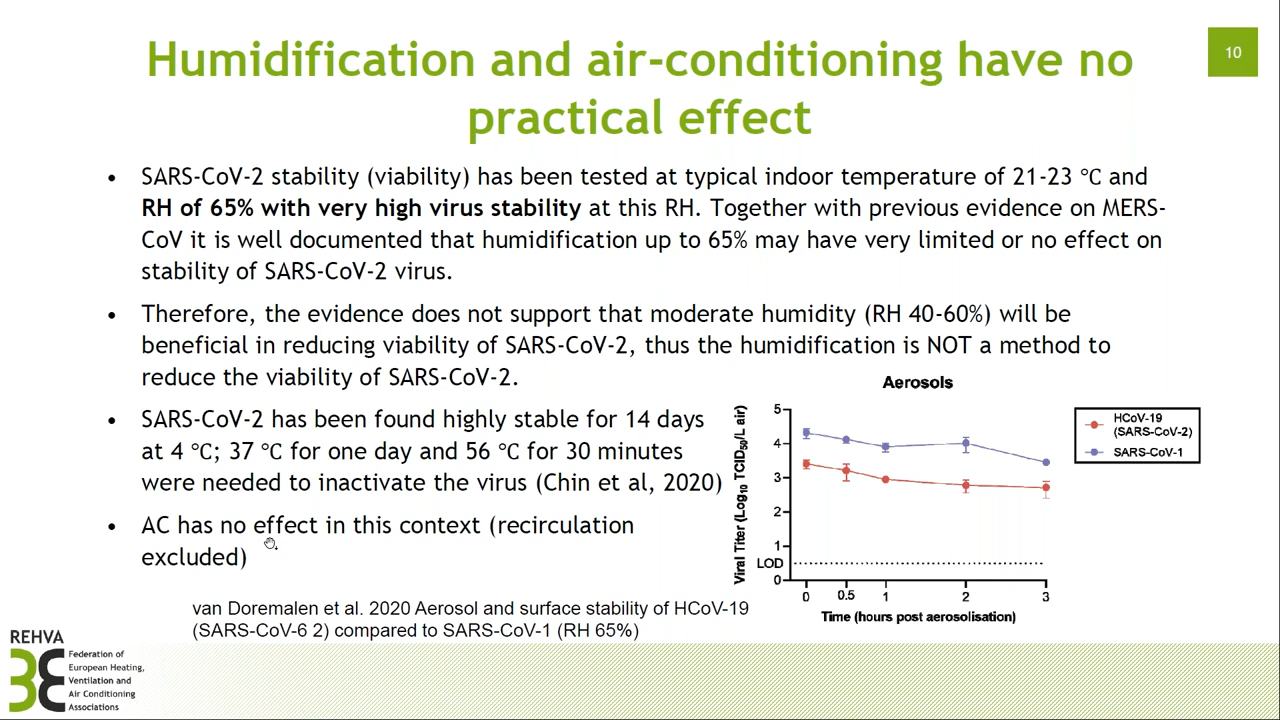 Humidification and air-conditioning have no
practical effect
10
• SARS-CoV-2 stability (viability) has been tested at typical indoor temperature of 21-23 ℃ and
RH of 65% with very high virus stability at this RH. Together with previous evidence on MERS-
CoV it is well documented that humidification up to 65% may have very limited or no effect on
stability of SARS-CoV-2 virus.
• Therefore, the evidence does not support that moderate humidity (RH 40-60%) will be
beneficial in reducing viability of SARS-CoV-2, thus the humidification is NOT a method to
reduce the viability of SARS-CoV-2.
• SARS-CoV-2 has been found highly stable for 14 days
at 4 ℃; 37 ℃ for one day and 56 ℃ for 30 minutes
were needed to inactivate the virus (Chin et al, 2020)
• AC has no effect in this context (recirculation
excluded)
Aerosols
Viral Titer (Log10 TCID50/L air)
5
4
3
2
1
LOD
0
0 0.5 1 2 3
Time (hours post aerosolisation)
HCoV-19
(SARS-CoV-2)
SARS-CoV-1
van Doremalen et al. 2020 Aerosol and surface stability of HCoV-19
(SARS-CoV-6 2) compared to SARS-CoV-1 (RH 65%)
REHVA
Federation of
European Heating,
Ventilation and
Air Conditioning
Associations